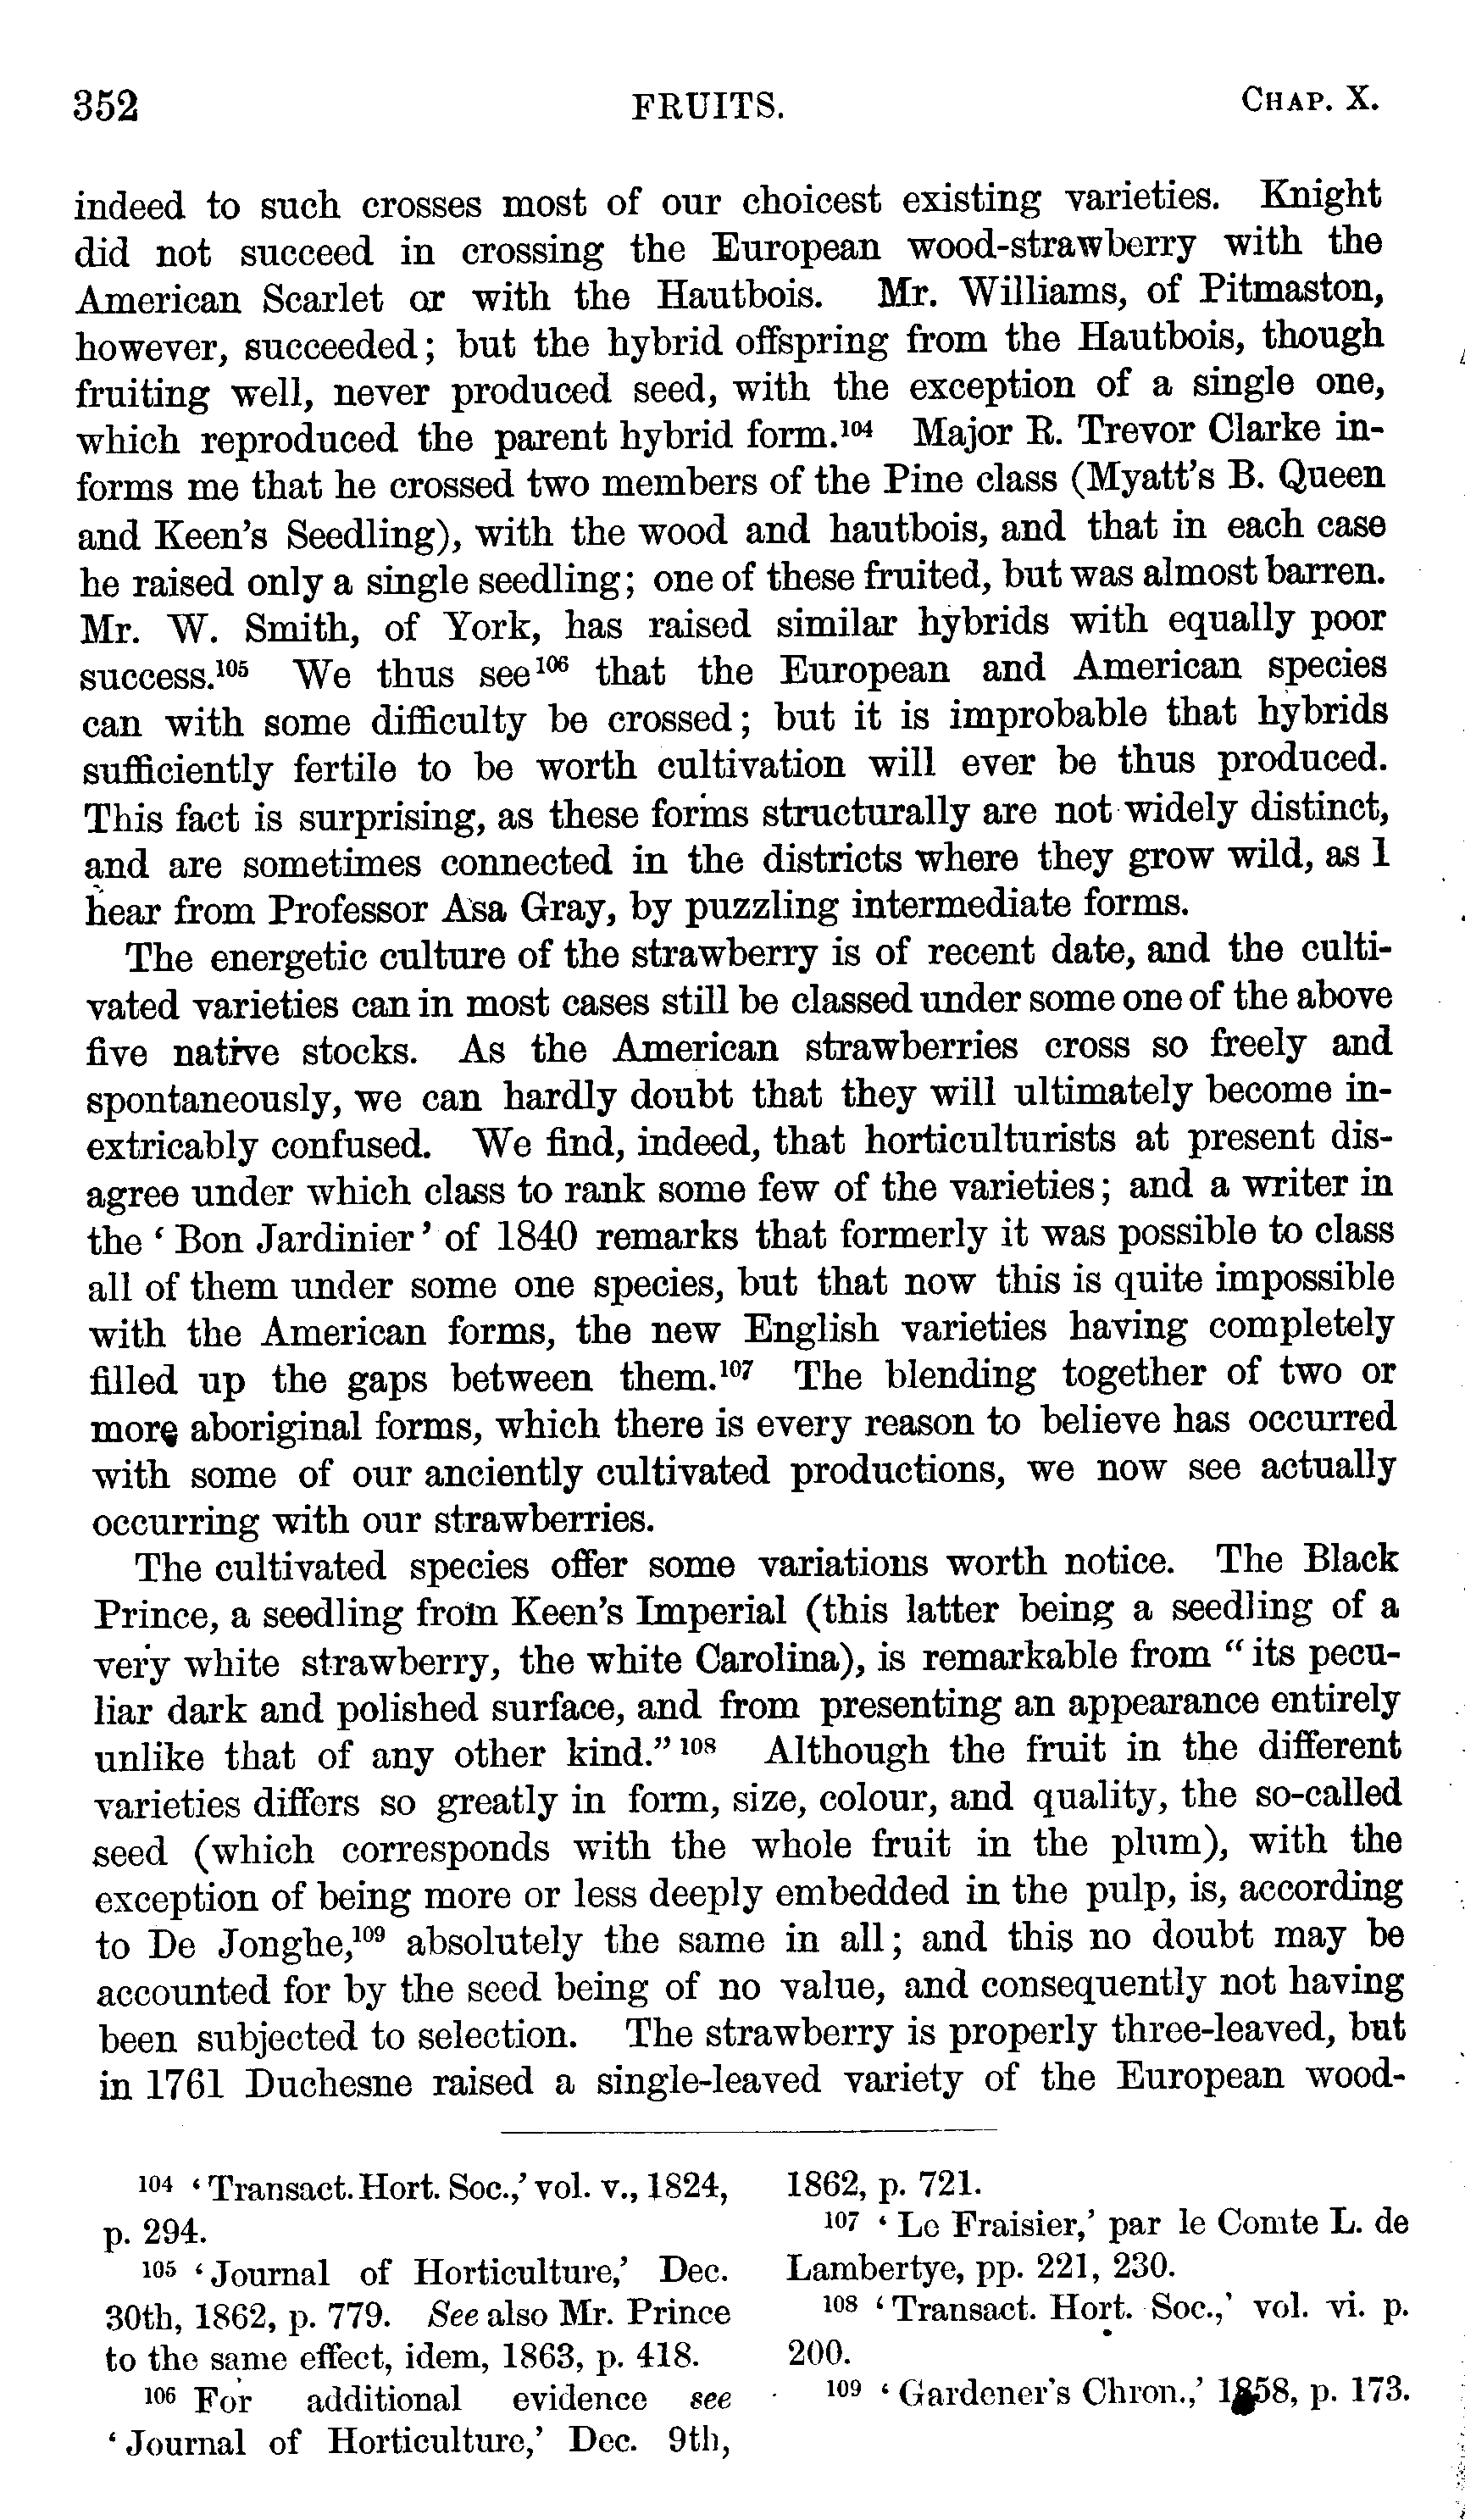 352 FRUITS. CHAP. X.
indeed to such crosses most of our choicest existing varieties. Knight
did not succeed in crossing the European wood-strawberry with the
American Scarlet or with the Hautbois. Mr. Williams, of Pitmaston,
however, succeeded; but the hybrid offspring from the Hautbois, though
fruiting well, never produced seed, with the exception of a single one,
which reproduced the parent hybrid form.¹⁰⁴ Major R. Trevor Clarke in-
forms me that he crossed two members of the Pine class (Myatt's B. Queen
and Keen's Seedling), with the wood and hautbois, and that in each case
he raised only a single seedling; one of these fruited, but was almost barren.
Mr. W. Smith, of York, has raised similar hybrids with equally poor
success.¹⁰⁵ We thus see¹⁰⁶ that the European and American species
can with some difficulty be crossed; but it is improbable that hybrids
sufficiently fertile to be worth cultivation will ever be thus produced.
This fact is surprising, as these forms structurally are not widely distinct,
and are sometimes connected in the districts where they grow wild, as I
hear from Professor Asa Gray, by puzzling intermediate forms.
The energetic culture of the strawberry is of recent date, and the culti-
vated varieties can in most cases still be classed under some one of the above
five native stocks. As the American strawberries cross so freely and
spontaneously, we can hardly doubt that they will ultimately become in-
extricably confused. We find, indeed, that horticulturists at present dis-
agree under which class to rank some few of the varieties; and a writer in
the 'Bon Jardinier' of 1840 remarks that formerly it was possible to class
all of them under some one species, but that now this is quite impossible
with the American forms, the new English varieties having completely
filled up the gaps between them.¹⁰⁷ The blending together of two or
more aboriginal forms, which there is every reason to believe has occurred
with some of our anciently cultivated productions, we now see actually
occurring with our strawberries.
The cultivated species offer some variations worth notice. The Black
Prince, a seedling from Keen's Imperial (this latter being a seedling of a
very white strawberry, the white Carolina), is remarkable from "its pecu-
liar dark and polished surface, and from presenting an appearance entirely
unlike that of any other kind."¹⁰⁸ Although the fruit in the different
varieties differs so greatly in form, size, colour, and quality, the so-called
seed (which corresponds with the whole fruit in the plum), with the
exception of being more or less deeply embedded in the pulp, is, according
to De Jonghe,¹⁰⁹ absolutely the same in all; and this no doubt may be
accounted for by the seed being of no value, and consequently not having
been subjected to selection. The strawberry is properly three-leaved, but
in 1761 Duchesne raised a single-leaved variety of the European wood-
¹⁰⁴ 'Transact. Hort. Soc.,' vol. v., 1824,
p. 294.
¹⁰⁵ 'Journal of Horticulture,' Dec.
30th, 1862, p. 779. See also Mr. Prince
to the same effect, idem, 1863, p. 418.
¹⁰⁶ For additional evidence see
'Journal of Horticulture,' Dec. 9th,
1862, p. 721.
¹⁰⁷ 'Le Fraisier,' par le Comte L. de
Lambertye, pp. 221, 230.
¹⁰⁸ 'Transact. Hort. Soc.,' vol. vi. p.
200.
¹⁰⁹ 'Gardener's Chron.,' 1858, p. 173.